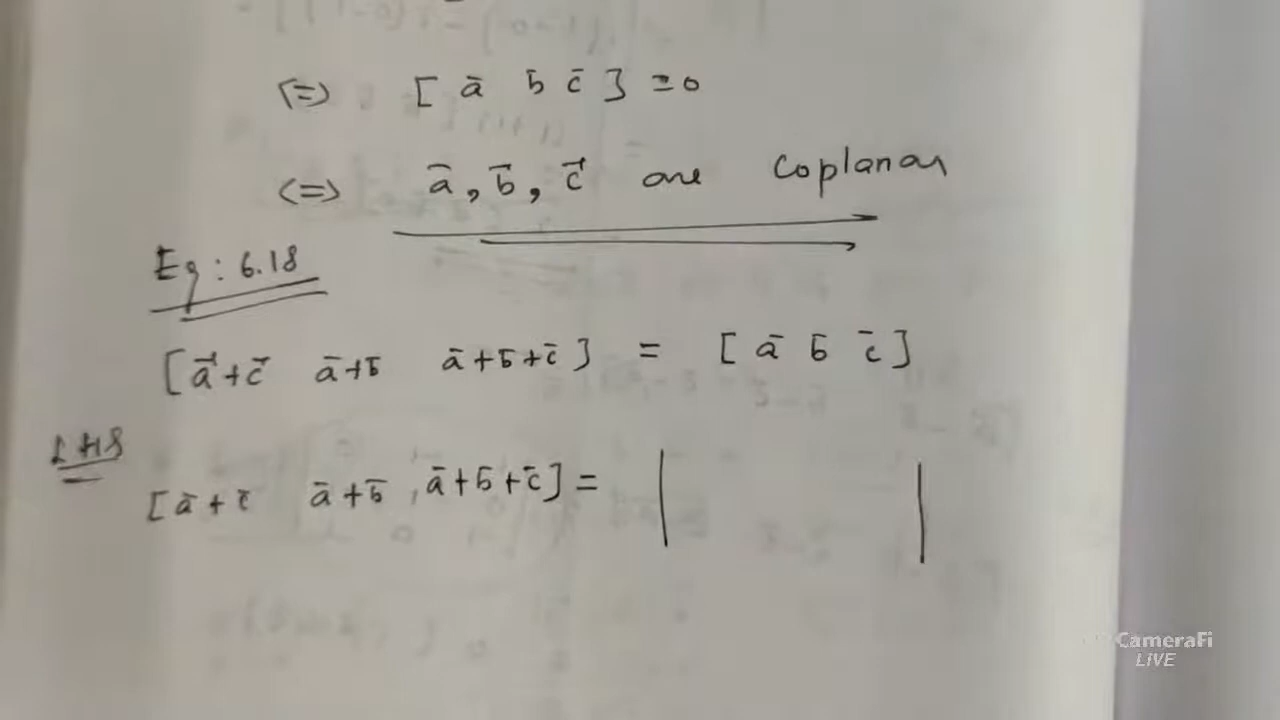 <=> [ a̅ b̅ c̅ ] = 0
<=> a̅, b⃗, c⃗ are coplanar
Eg : 6.18
[ a⃗+c⃗ a̅+b̅ a̅+b̅+c̅ ] = [ a̅ b̅ c̅ ]
LHS
[ a̅+c̅ a̅+b̅ , a̅+b̅+c̅ ] = | |
CameraFi
LIVE